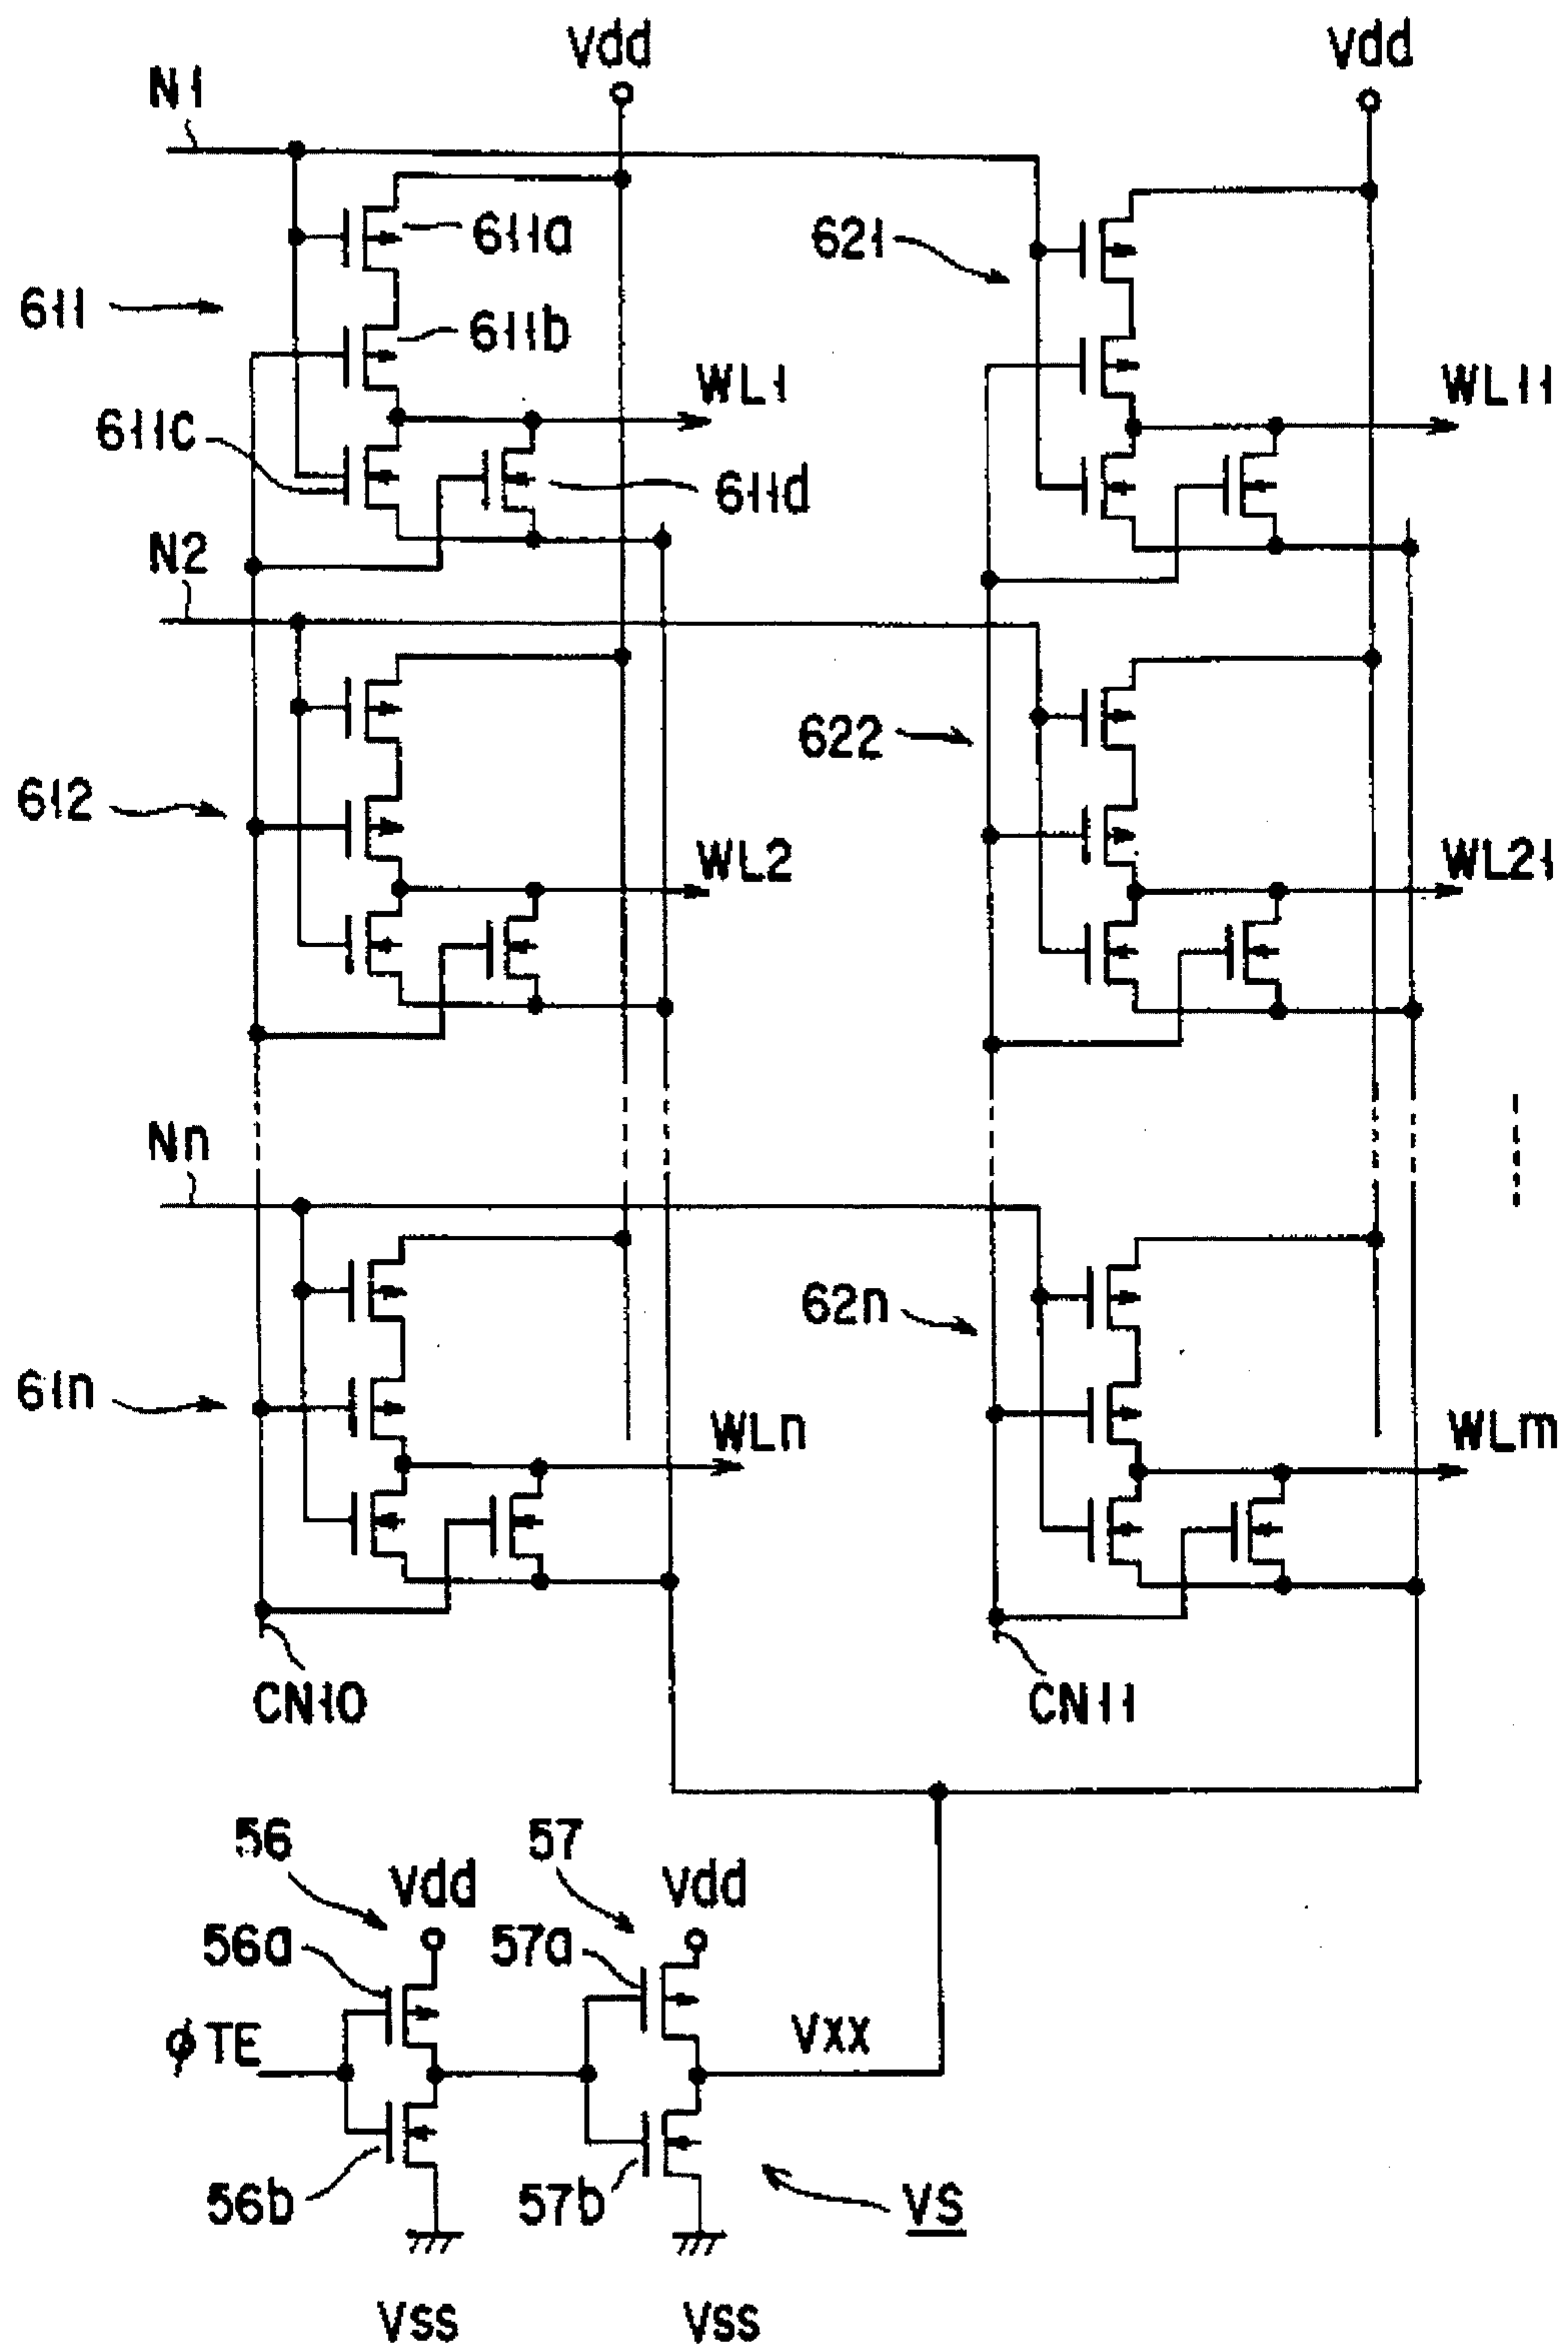 Vdd
Vdd
N1
611a
621
611
611b
WL1
WL11
611c
611d
N2
622
612
WL2
WL21
Nn
62n
61n
WLn
WLm
CN10
CN11
56
57
Vdd
Vdd
56a
57a
ϕTE
VXX
56b
57b
VS
VSS
VSS